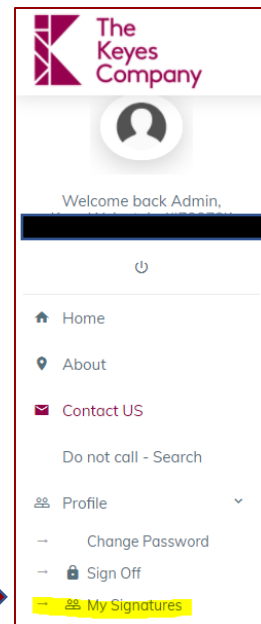 The
Keyes
Company
Welcome back Admin,
Home
About
Contact US
Do not call - Search
Profile
→ Change Password
→ Sign Off
→ My Signatures